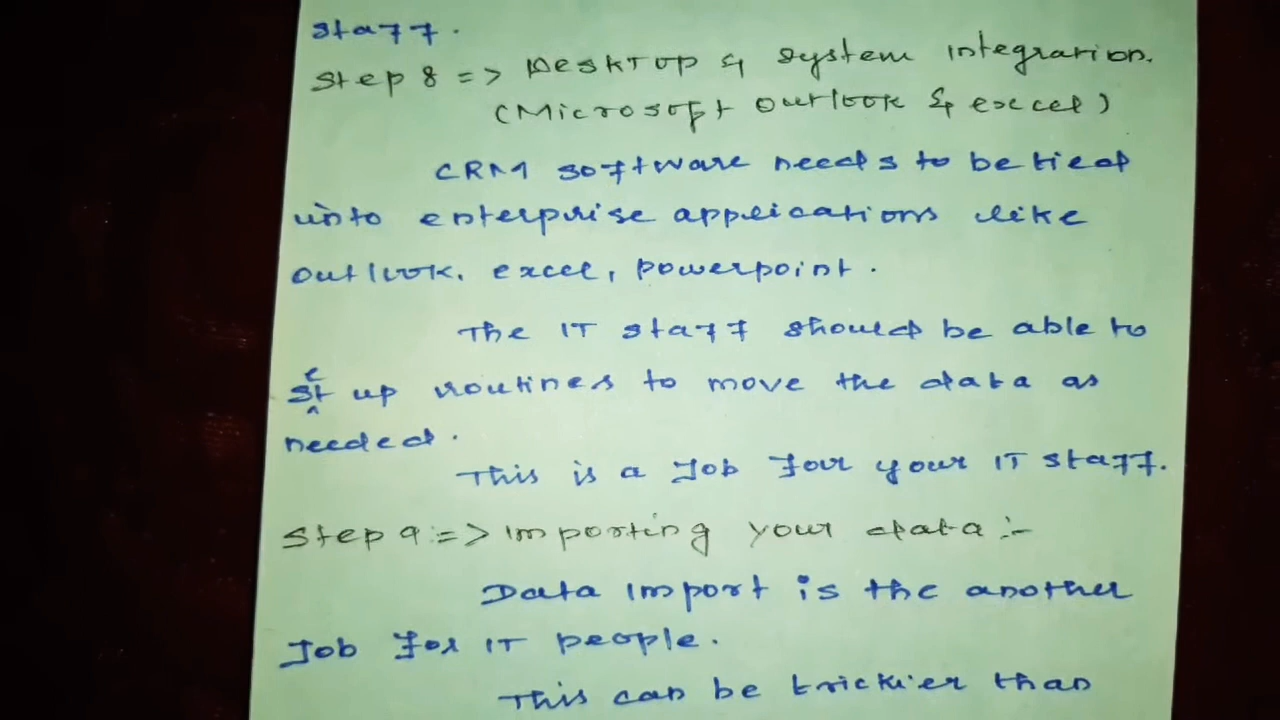 staff.
Step 8 => Desktop & system integration.
(Microsoft outlook & excel)
CRM software needs to be tied
unto enterprise applications like
outlook, excel, powerpoint.
The IT staff should be able to
set up routines to move the data as
needed.
This is a Job for your IT staff.
Step 9 :=> importing your data :-
Data import is the another
Job for IT people.
This can be trickier than